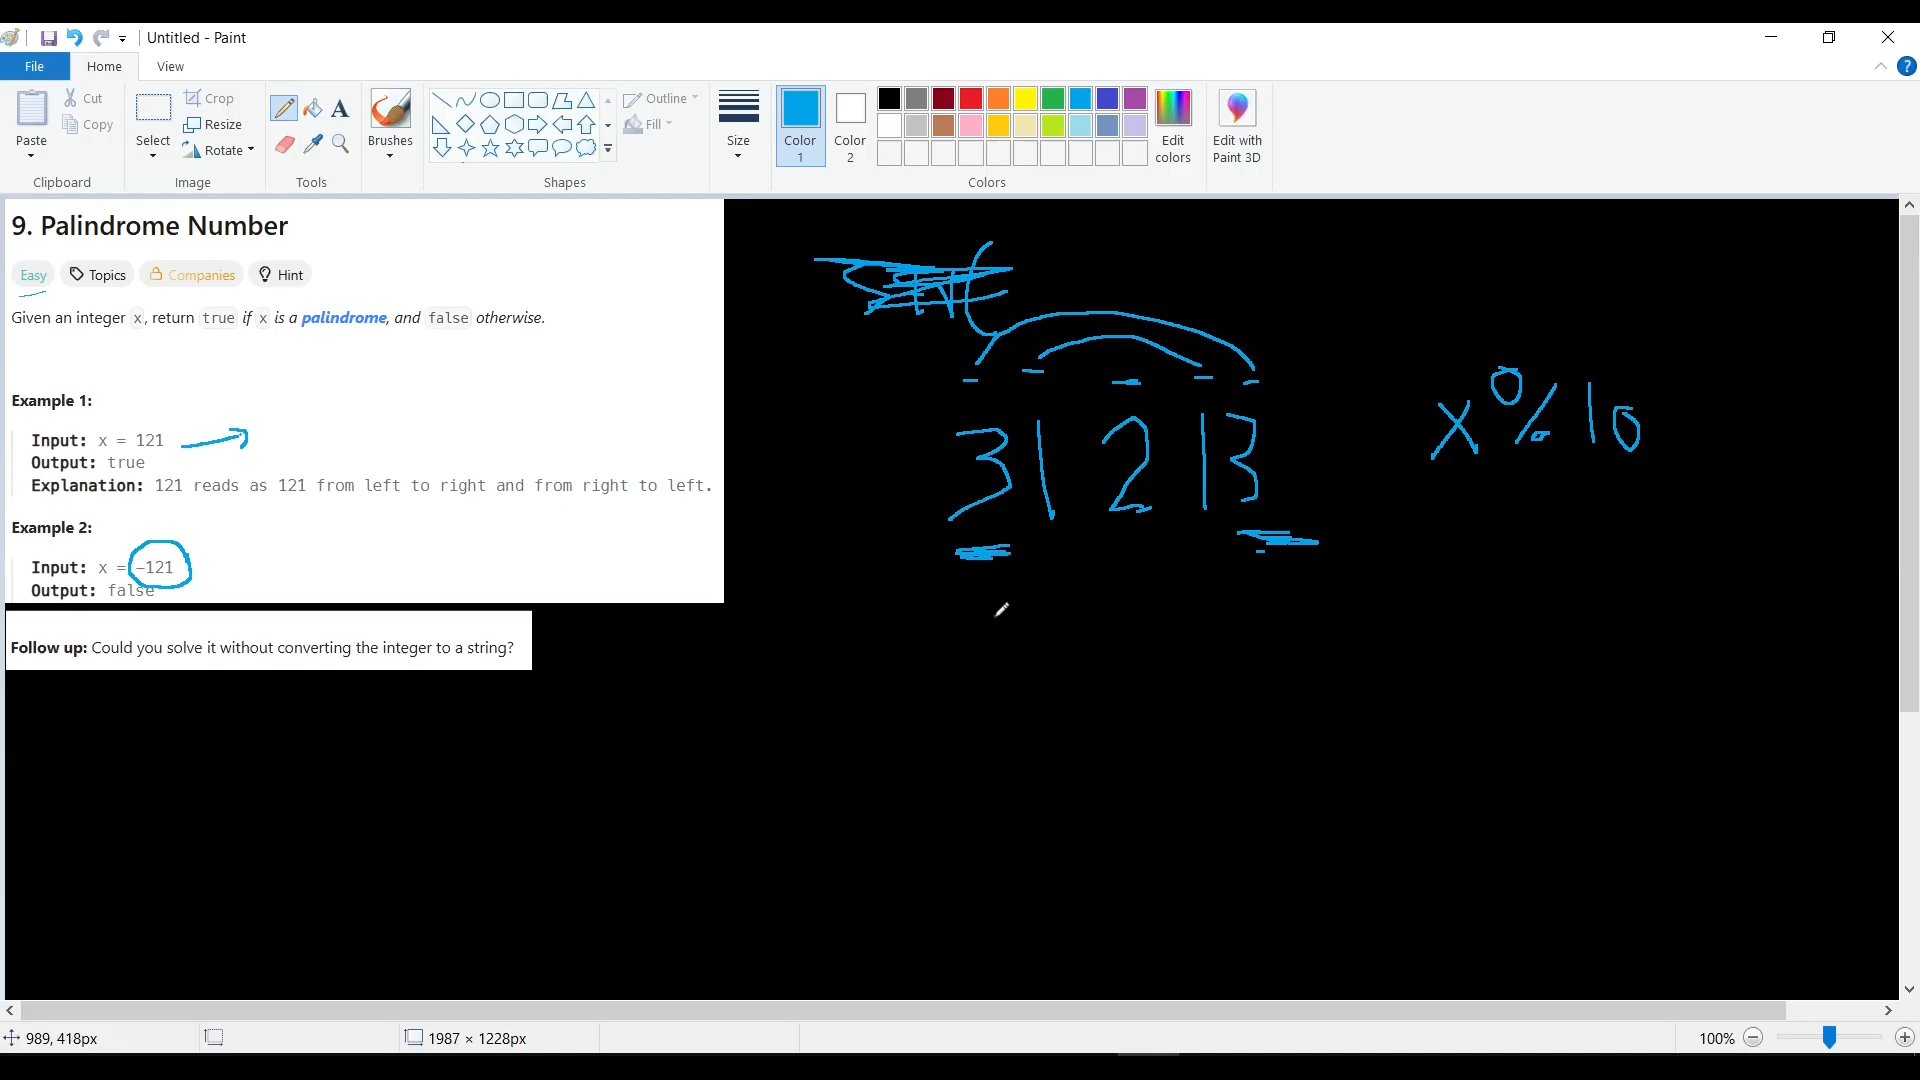 Untitled - Paint
File Home View
Paste
Cut
Copy
Clipboard
Select
Crop
Resize
Rotate
Image
A
Tools
Brushes
Shapes
Outline
Fill
Size
Color 1
Color 2
Edit colors
Edit with Paint 3D
Colors
9. Palindrome Number
Easy Topics Companies Hint
Given an integer x, return true if x is a palindrome, and false otherwise.
Example 1:
Input: x = 121
Output: true
Explanation: 121 reads as 121 from left to right and from right to left.
Example 2:
Input: x = -121
Output: false
Follow up: Could you solve it without converting the integer to a string?
31213
x%10
989, 418px
1987 × 1228px
100%